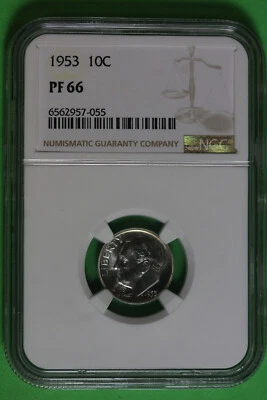 1953 10C
PF 66
6562957-055
NUMISMATIC GUARANTY COMPANY
NGC
LIBERTY